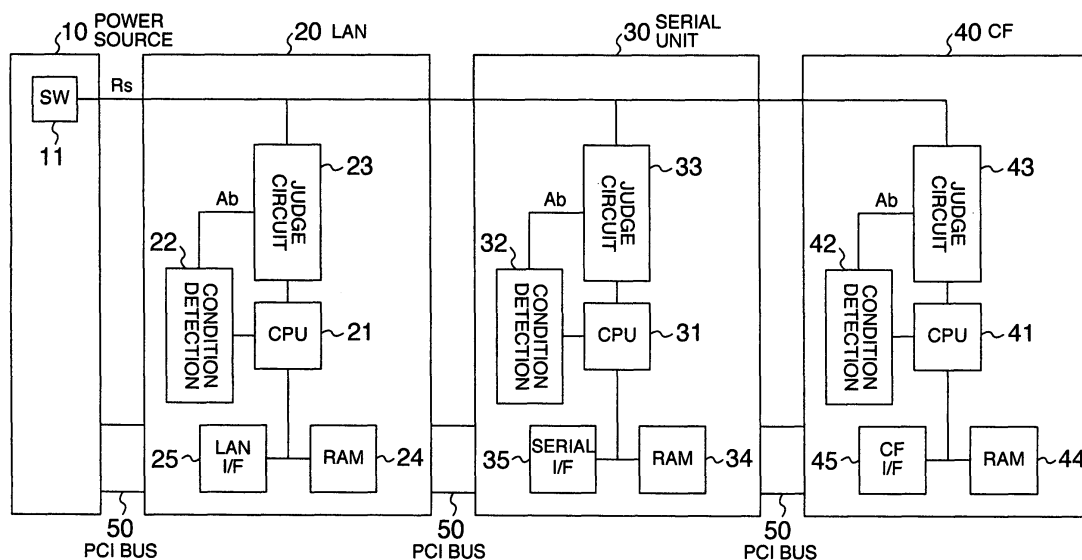 10 POWER SOURCE
20 LAN
30 SERIAL UNIT
40 CF
SW
Rs
11
JUDGE CIRCUIT
23
Ab
22
CONDITION DETECTION
CPU
21
LAN I/F
25
RAM
24
JUDGE CIRCUIT
33
Ab
32
CONDITION DETECTION
CPU
31
SERIAL I/F
35
RAM
34
JUDGE CIRCUIT
43
Ab
42
CONDITION DETECTION
CPU
41
CF I/F
45
RAM
44
50
PCI BUS
50
PCI BUS
50
PCI BUS